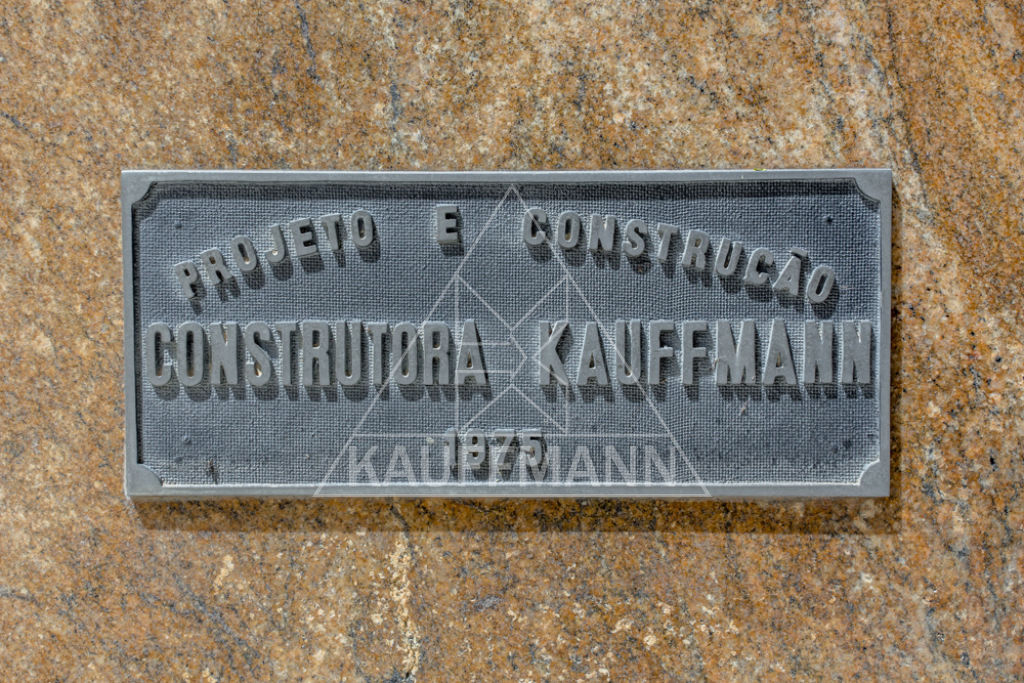 PROJETO E CONSTRUÇÃO
CONSTRUTORA KAUFFMANN
1975
KAUFFMANN